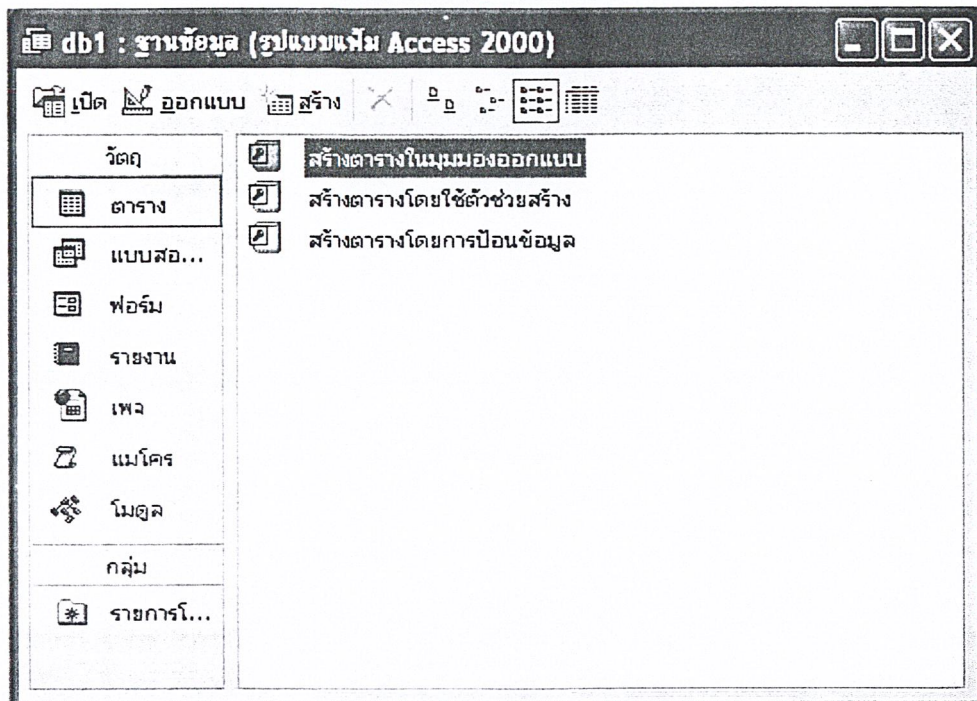 db1 : ฐานข้อมูล (รูปแบบแฟ้ม Access 2000)
เปิด ออกแบบ สร้าง
วัตถุ
ตาราง
แบบสอ...
ฟอร์ม
รายงาน
เพจ
แมโคร
โมดูล
กลุ่ม
รายการโ...
สร้างตารางในมุมมองออกแบบ
สร้างตารางโดยใช้ตัวช่วยสร้าง
สร้างตารางโดยการป้อนข้อมูล